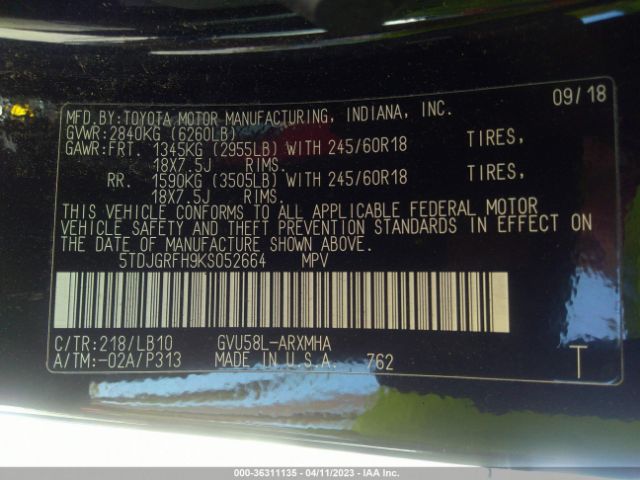 MFD.BY:TOYOTA MOTOR MANUFACTURING, INDIANA, INC. 09/18
GVWR:2840KG (6260LB)
GAWR:FRT. 1345KG (2955LB) WITH 245/60R18 TIRES,
18X7.5J RIMS.
RR. 1590KG (3505LB) WITH 245/60R18 TIRES,
18X7.5J RIMS.
THIS VEHICLE CONFORMS TO ALL APPLICABLE FEDERAL MOTOR
VEHICLE SAFETY AND THEFT PREVENTION STANDARDS IN EFFECT ON
THE DATE OF MANUFACTURE SHOWN ABOVE.
5TDJGRFH9KS052664 MPV
C/TR:218/LB10 GVU58L-ARXMHA
A/TM:-02A/P313 MADE IN U.S.A. 762 T
000-36311135 - 04/11/2023 - IAA Inc.